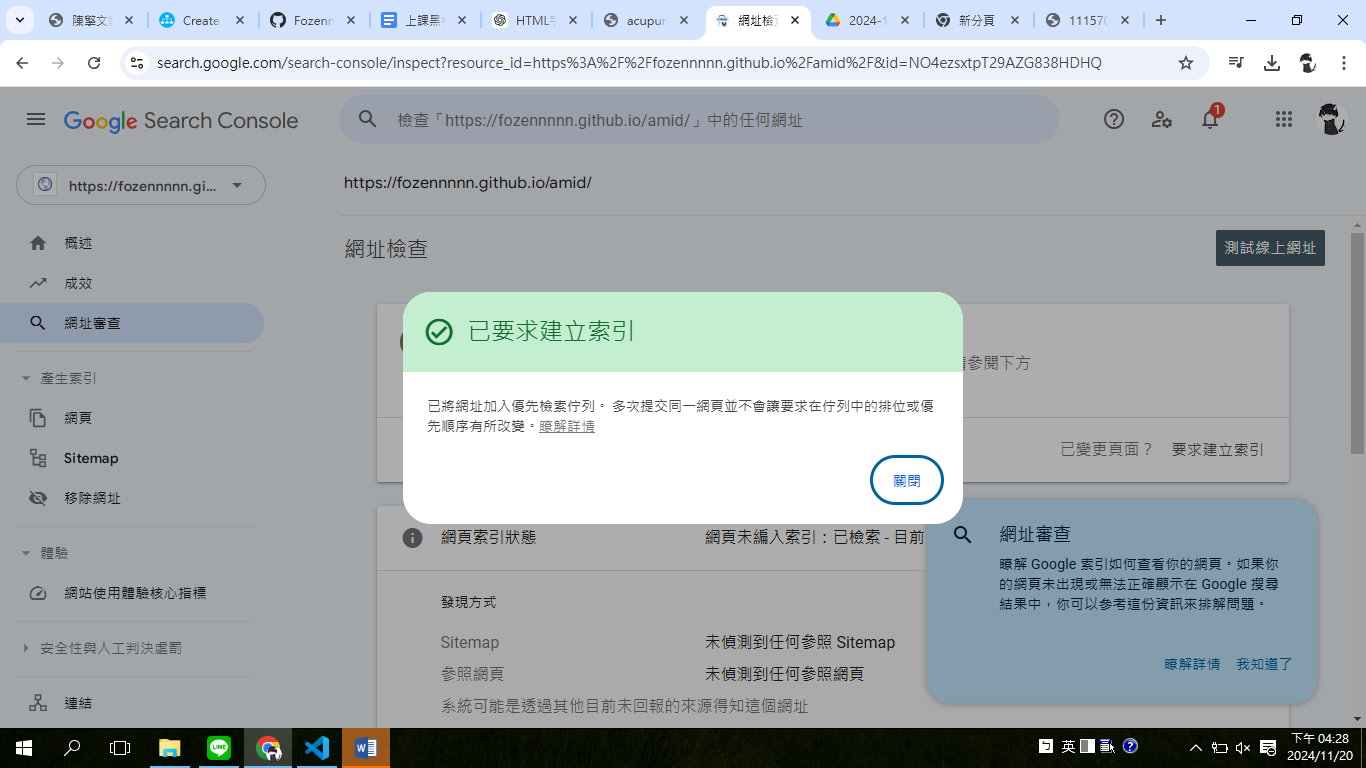 陳擎文
Create
Fozenn
上課黑
HTML
acupur
網址檢
2024-1
新分頁
11157
search.google.com/search-console/inspect?resource_id=https%3A%2F%2Ffozennnnn.github.io%2Famid%2F&id=NO4ezsxtpT29AZG838HDHQ
Google Search Console
檢查「https://fozennnnn.github.io/amid/」中的任何網址
1
https://fozennnnn.gi...
https://fozennnnn.github.io/amid/
概述
成效
網址審查
產生索引
網頁
Sitemap
移除網址
體驗
網站使用體驗核心指標
安全性與人工判決處罰
連結
網址檢查
測試線上網址
參閱下方
已要求建立索引
已將網址加入優先檢索佇列。多次提交同一網頁並不會讓要求在佇列中的排位或優
先順序有所改變。瞭解詳情
關閉
已變更頁面？ 要求建立索引
網頁索引狀態
網頁未編入索引：已檢索 - 目前
發現方式
Sitemap
未偵測到任何參照 Sitemap
參照網頁
未偵測到任何參照網頁
系統可能是透過其他目前未回報的來源得知這個網址
網址審查
瞭解 Google 索引如何查看你的網頁。如果你
的網頁未出現或無法正確顯示在 Google 搜尋
結果中，你可以參考這份資訊來排解問題。
瞭解詳情 我知道了
英
下午 04:28
2024/11/20